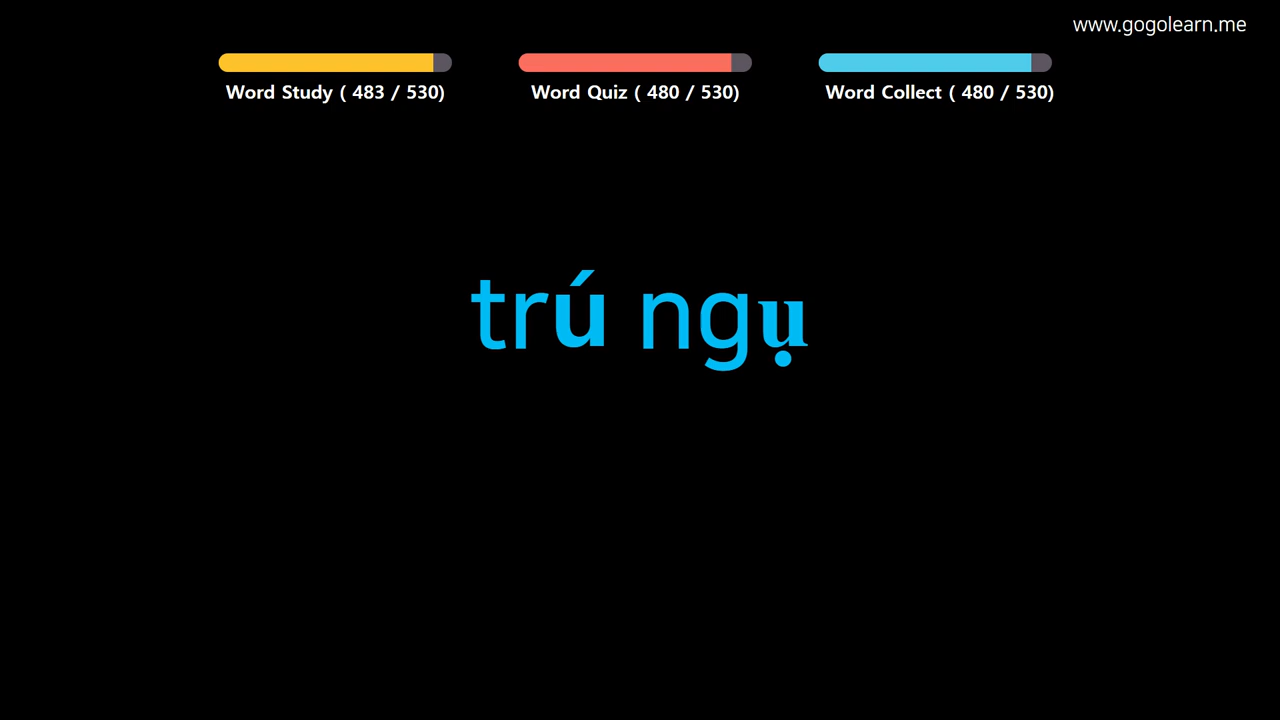 www.gogolearn.me
Word Study ( 483 / 530)
Word Quiz ( 480 / 530)
Word Collect ( 480 / 530)
trú ngụ